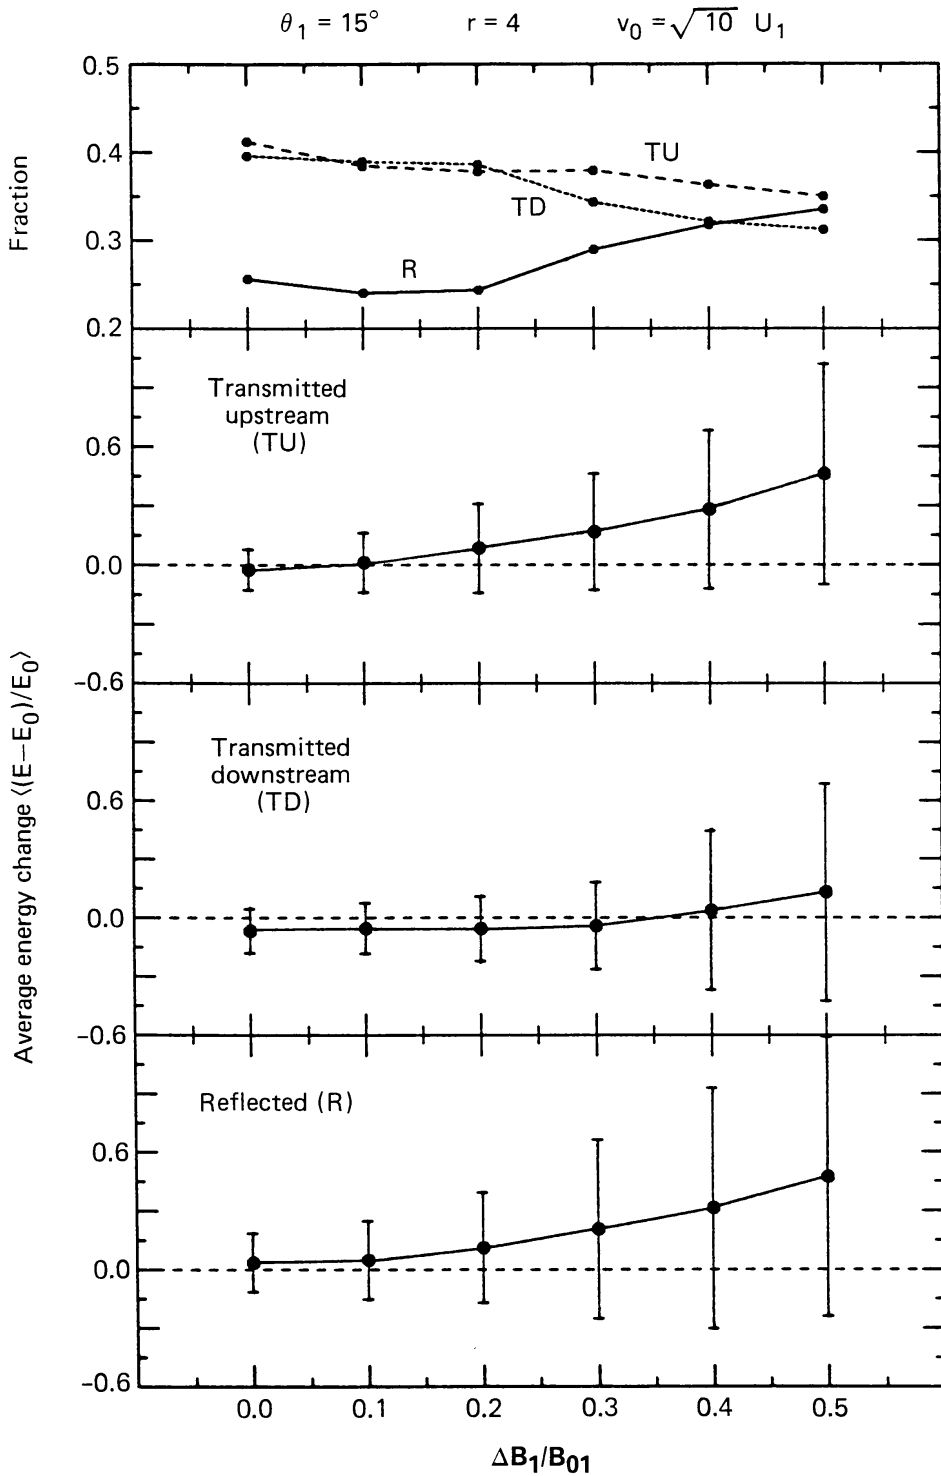 θ₁ = 15° r = 4 v₀ = √10 U₁
Fraction
0.5
0.4
0.3
0.2
TU
TD
R
Average energy change ⟨(E−E₀)/E₀⟩
Transmitted
upstream
(TU)
0.6
0.0
−0.6
Transmitted
downstream
(TD)
0.6
0.0
−0.6
Reflected (R)
0.6
0.0
−0.6
0.0 0.1 0.2 0.3 0.4 0.5
ΔB₁/B₀₁